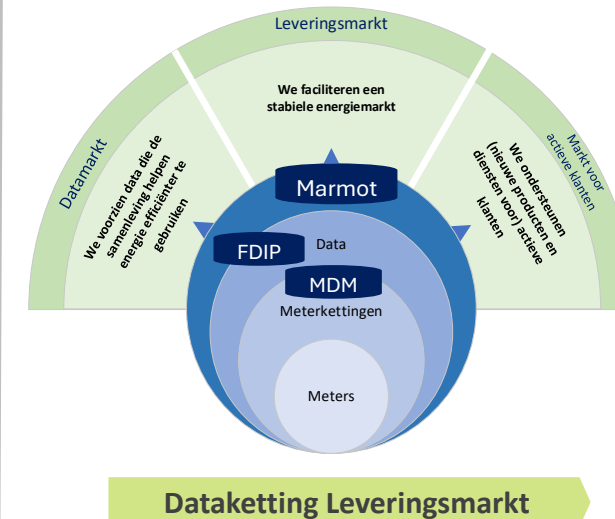 Leveringsmarkt
We faciliteren een
stabiele energiemarkt
Datamarkt
We voorzien data die de
samenleving helpen
energie efficiënter te
gebruiken
Markt voor
actieve klanten
We ondersteunen
(nieuwe producten en
diensten voor) actieve
klanten
Marmot
Data
FDIP
MDM
Meterkettingen
Meters
Dataketting Leveringsmarkt